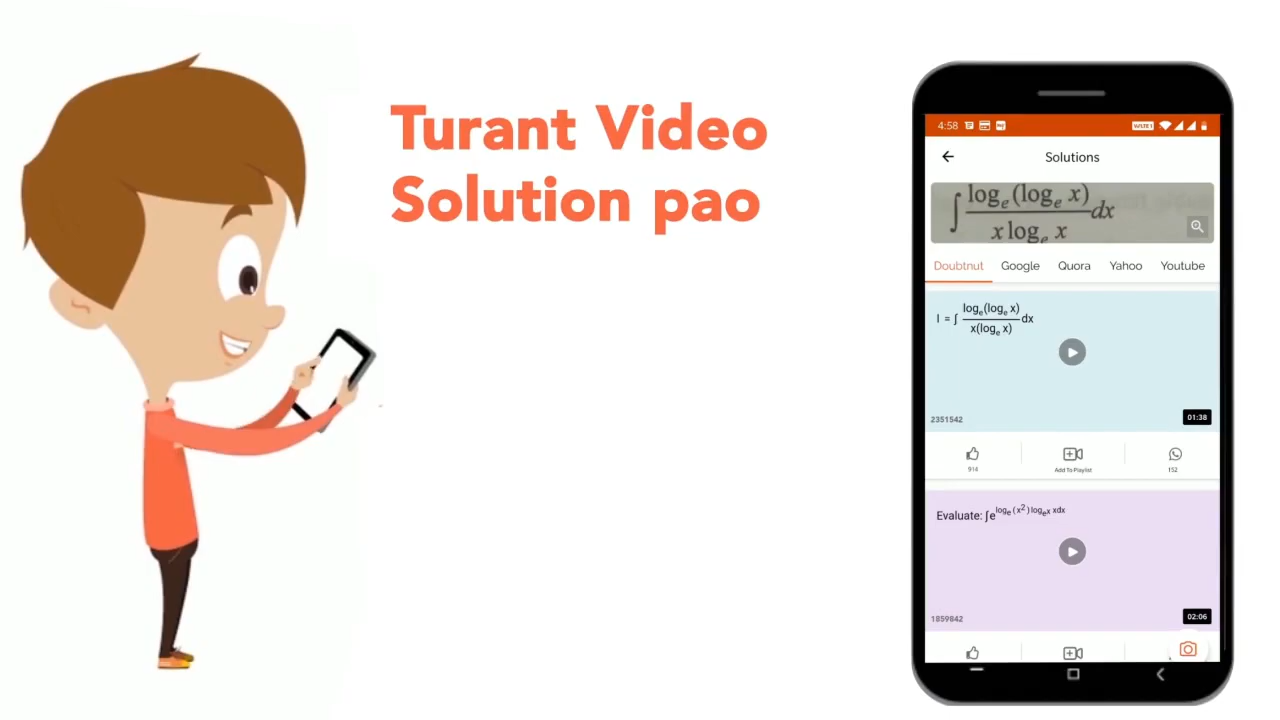 Turant Video
Solution pao
4:58
Solutions
∫ logₑ(logₑ x) / x logₑ x dx
Doubtnut Google Quora Yahoo Youtube
I = ∫ logₑ(logₑ x) / x(logₑ x) dx
2351542 01:38
914 Add To Playlist 152
Evaluate: ∫e^logₑ(x²)logₑx xdx
1859842 02:06